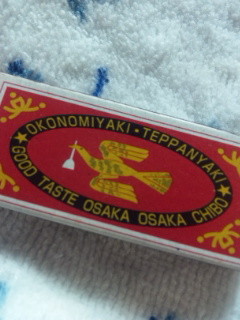 OKONOMIYAKI・TEPPANYAKI
GOOD TASTE OSAKA OSAKA CHIBO